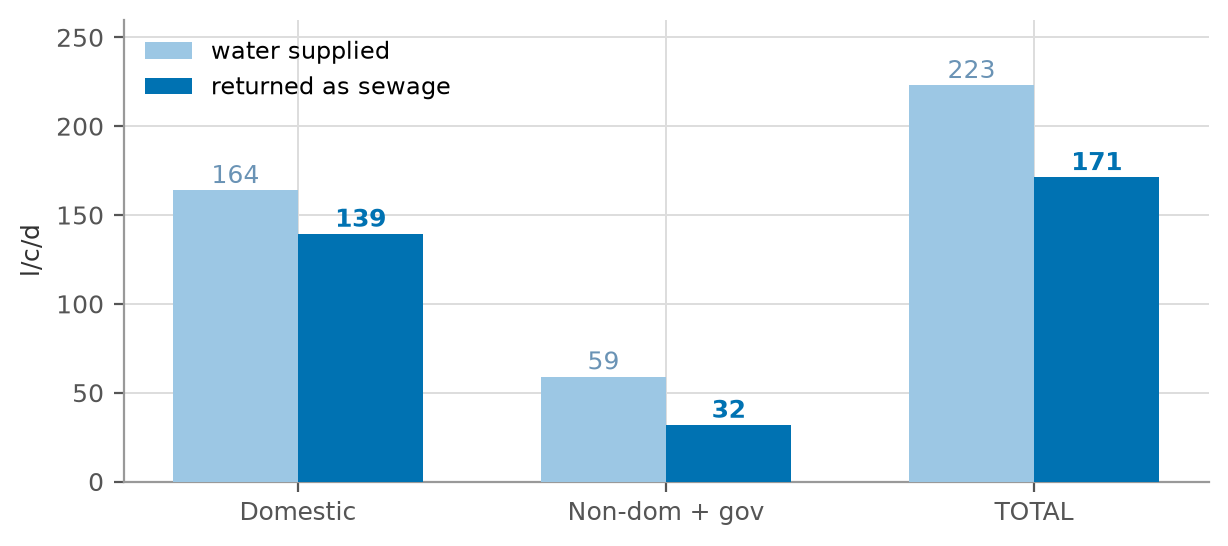 250
200
150
100
50
0
l/c/d
water supplied
returned as sewage
164
139
59
32
223
171
Domestic
Non-dom + gov
TOTAL